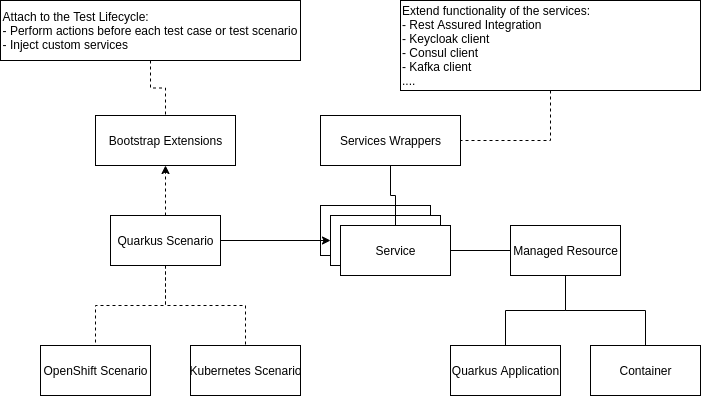 Attach to the Test Lifecycle:
- Perform actions before each test case or test scenario
- Inject custom services
Extend functionality of the services:
- Rest Assured Integration
- Keycloak client
- Consul client
- Kafka client
....
Bootstrap Extensions
Services Wrappers
Quarkus Scenario
Service
Managed Resource
OpenShift Scenario
Kubernetes Scenario
Quarkus Application
Container